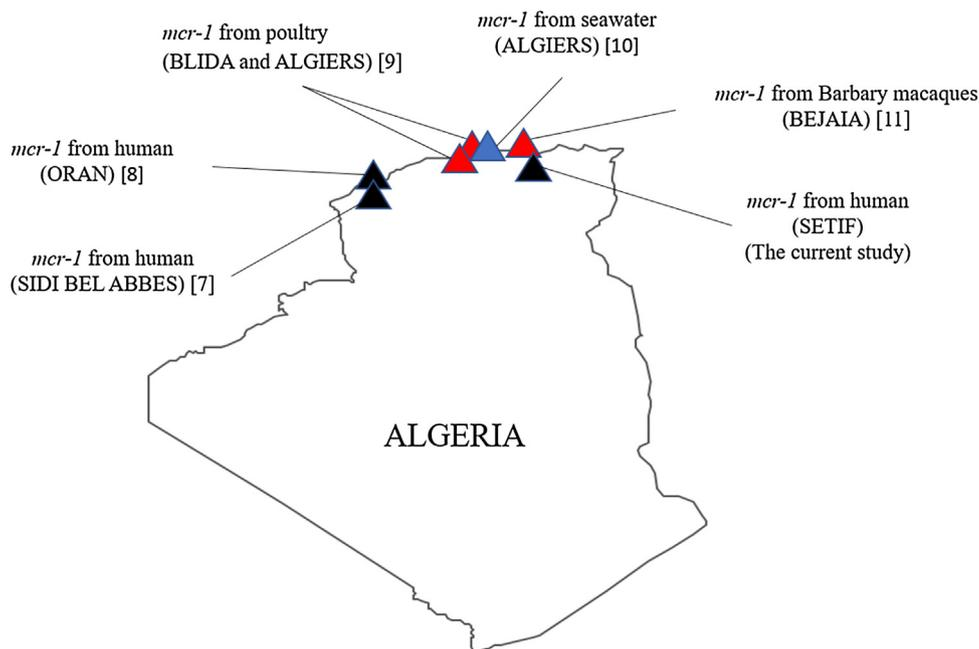 mcr-1 from poultry
(BLIDA and ALGIERS) [9]
mcr-1 from seawater
(ALGIERS) [10]
mcr-1 from Barbary macaques
(BEJAIA) [11]
mcr-1 from human
(ORAN) [8]
mcr-1 from human
(SETIF)
(The current study)
mcr-1 from human
(SIDI BEL ABBES) [7]
ALGERIA